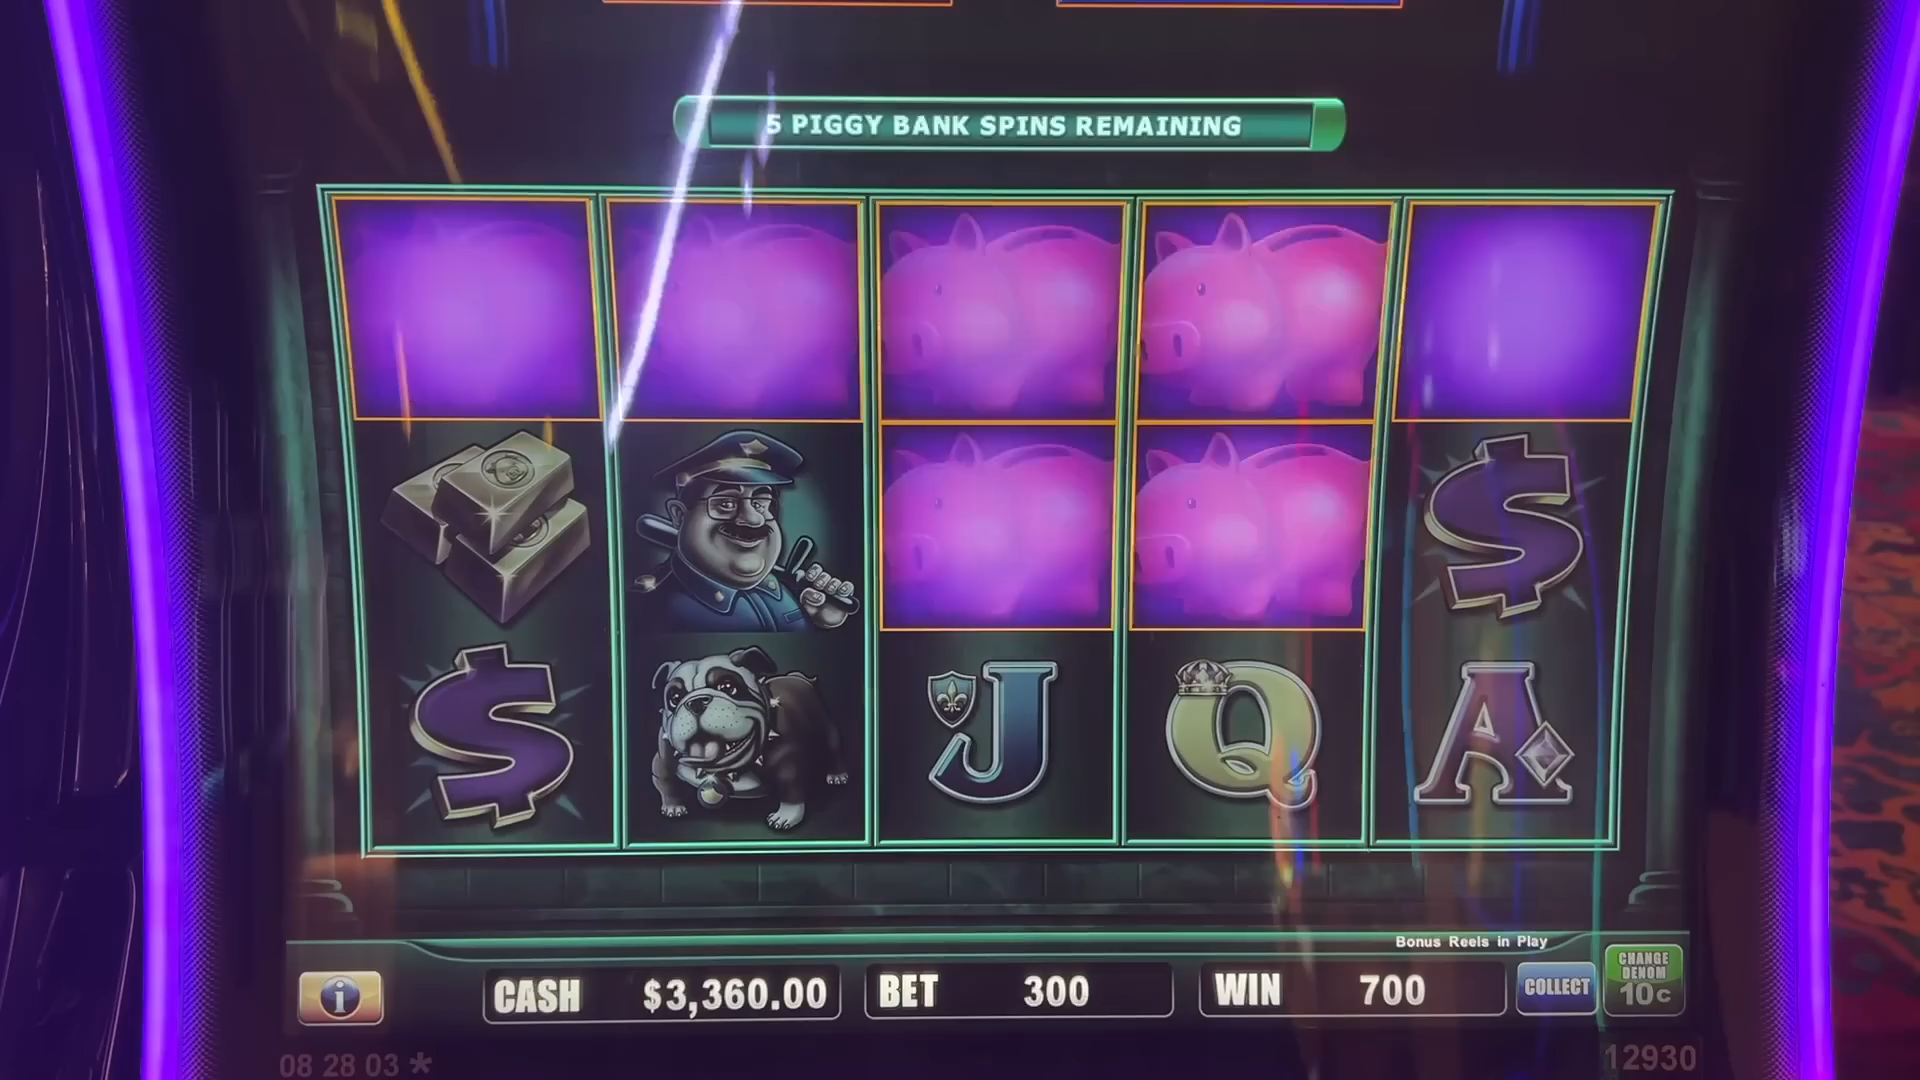 5 PIGGY BANK SPINS REMAINING
$
J
Q
$
A
Bonus Reels in Play
CASH $3,360.00
BET 300
WIN 700
COLLECT
CHANGE
DENOM
10¢
08 28 03 *
12930